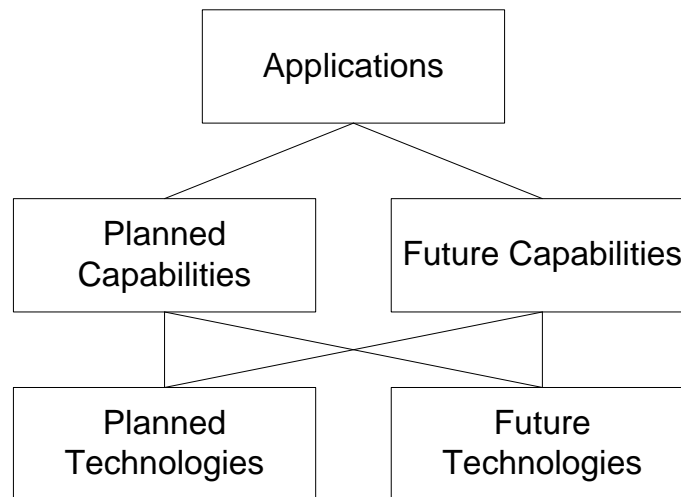 Applications
Planned
Capabilities
Future Capabilities
Planned
Technologies
Future
Technologies